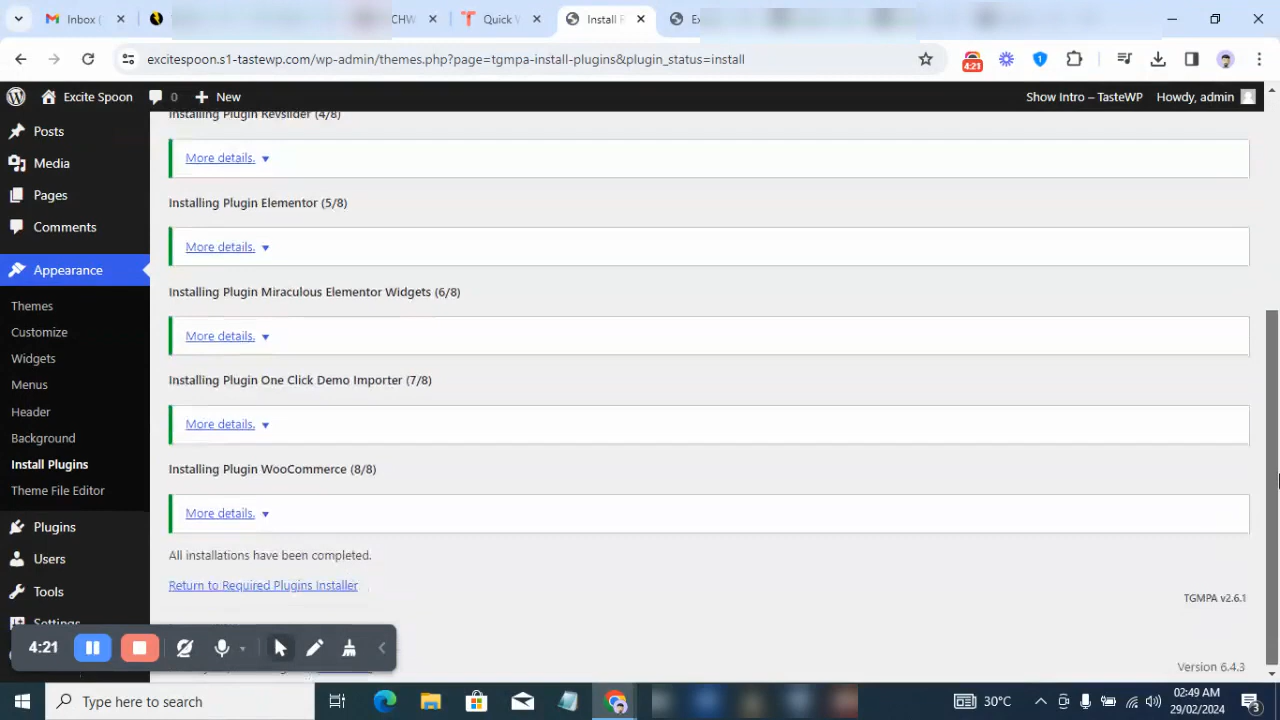 Inbox (
CHW
Quick V
Install F
Ex
excitespoon.s1-tastewp.com/wp-admin/themes.php?page=tgmpa-install-plugins&plugin_status=install
4:21
1
Excite Spoon
0
New
Show Intro – TasteWP
Howdy, admin
Installing Plugin Revslider (4/8)
Posts
More details.
Media
Pages
Installing Plugin Elementor (5/8)
Comments
More details.
Appearance
Installing Plugin Miraculous Elementor Widgets (6/8)
Themes
Customize
More details.
Widgets
Menus
Installing Plugin One Click Demo Importer (7/8)
Header
More details.
Background
Install Plugins
Installing Plugin WooCommerce (8/8)
Theme File Editor
More details.
Plugins
All installations have been completed.
Users
Return to Required Plugins Installer
Tools
TGMPA v2.6.1
Settings
4:21
Version 6.4.3
Type here to search
30°C
02:49 AM
29/02/2024
3